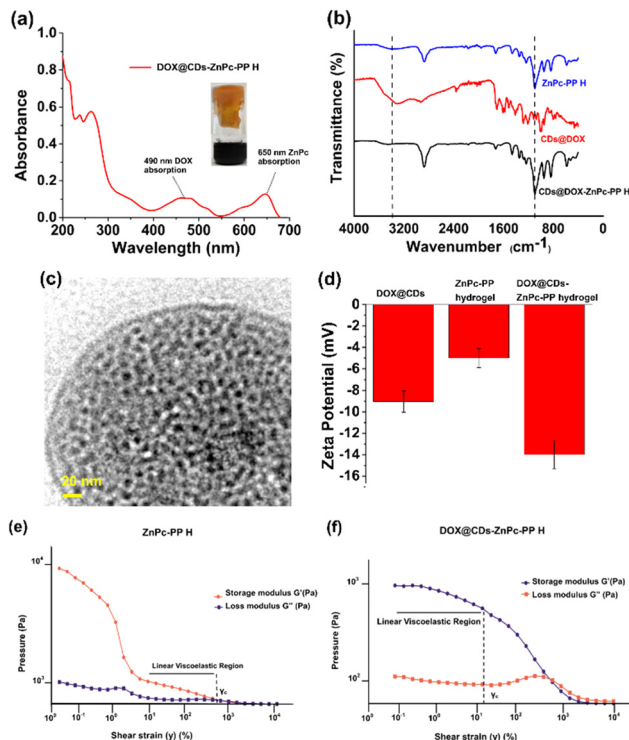 (a)
DOX@CDs-ZnPc-PP H
490 nm DOX
absorption
650 nm ZnPc
absorption
Absorbance
1.0
0.8
0.6
0.4
0.2
0.0
200 300 400 500 600 700
Wavelength (nm)
(b)
Transmittance (%)
ZnPc-PP H
CDs@DOX
CDs@DOX-ZnPc-PP H
4000 3000 2000 1000 0
Wavenumber (cm-1)
(c)
20 nm
(d)
DOX@CDs
ZnPc-PP
hydrogel
DOX@CDs-
ZnPc-PP hydrogel
Zeta Potential (mV)
0
-2
-4
-6
-8
-10
-12
-14
-16
(e)
ZnPc-PP H
Storage modulus G'(Pa)
Loss modulus G'' (Pa)
Linear Viscoelastic Region
γc
Pressure (Pa)
10⁴
10³
10⁻¹ 10⁰ 10¹ 10² 10³ 10⁴
Shear strain (y) (%)
(f)
DOX@CDs-ZnPc-PP H
Storage modulus G'(Pa)
Loss modulus G'' (Pa)
Linear Viscoelastic Region
γc
Pressure (Pa)
10³
10²
10⁻¹ 10⁰ 10¹ 10² 10³ 10⁴
Shear strain (y) (%)